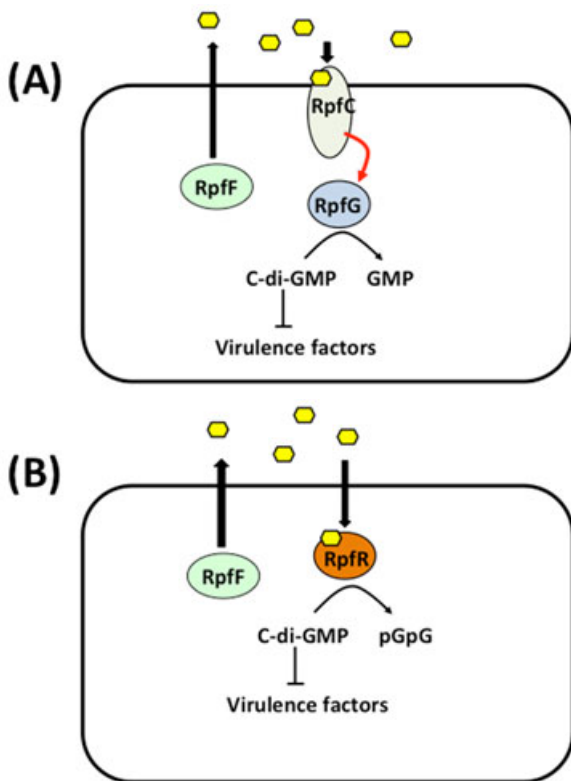 (A)
RpfC
RpfF
RpfG
C-di-GMP GMP
Virulence factors
(B)
RpfF
RpfR
C-di-GMP pGpG
Virulence factors